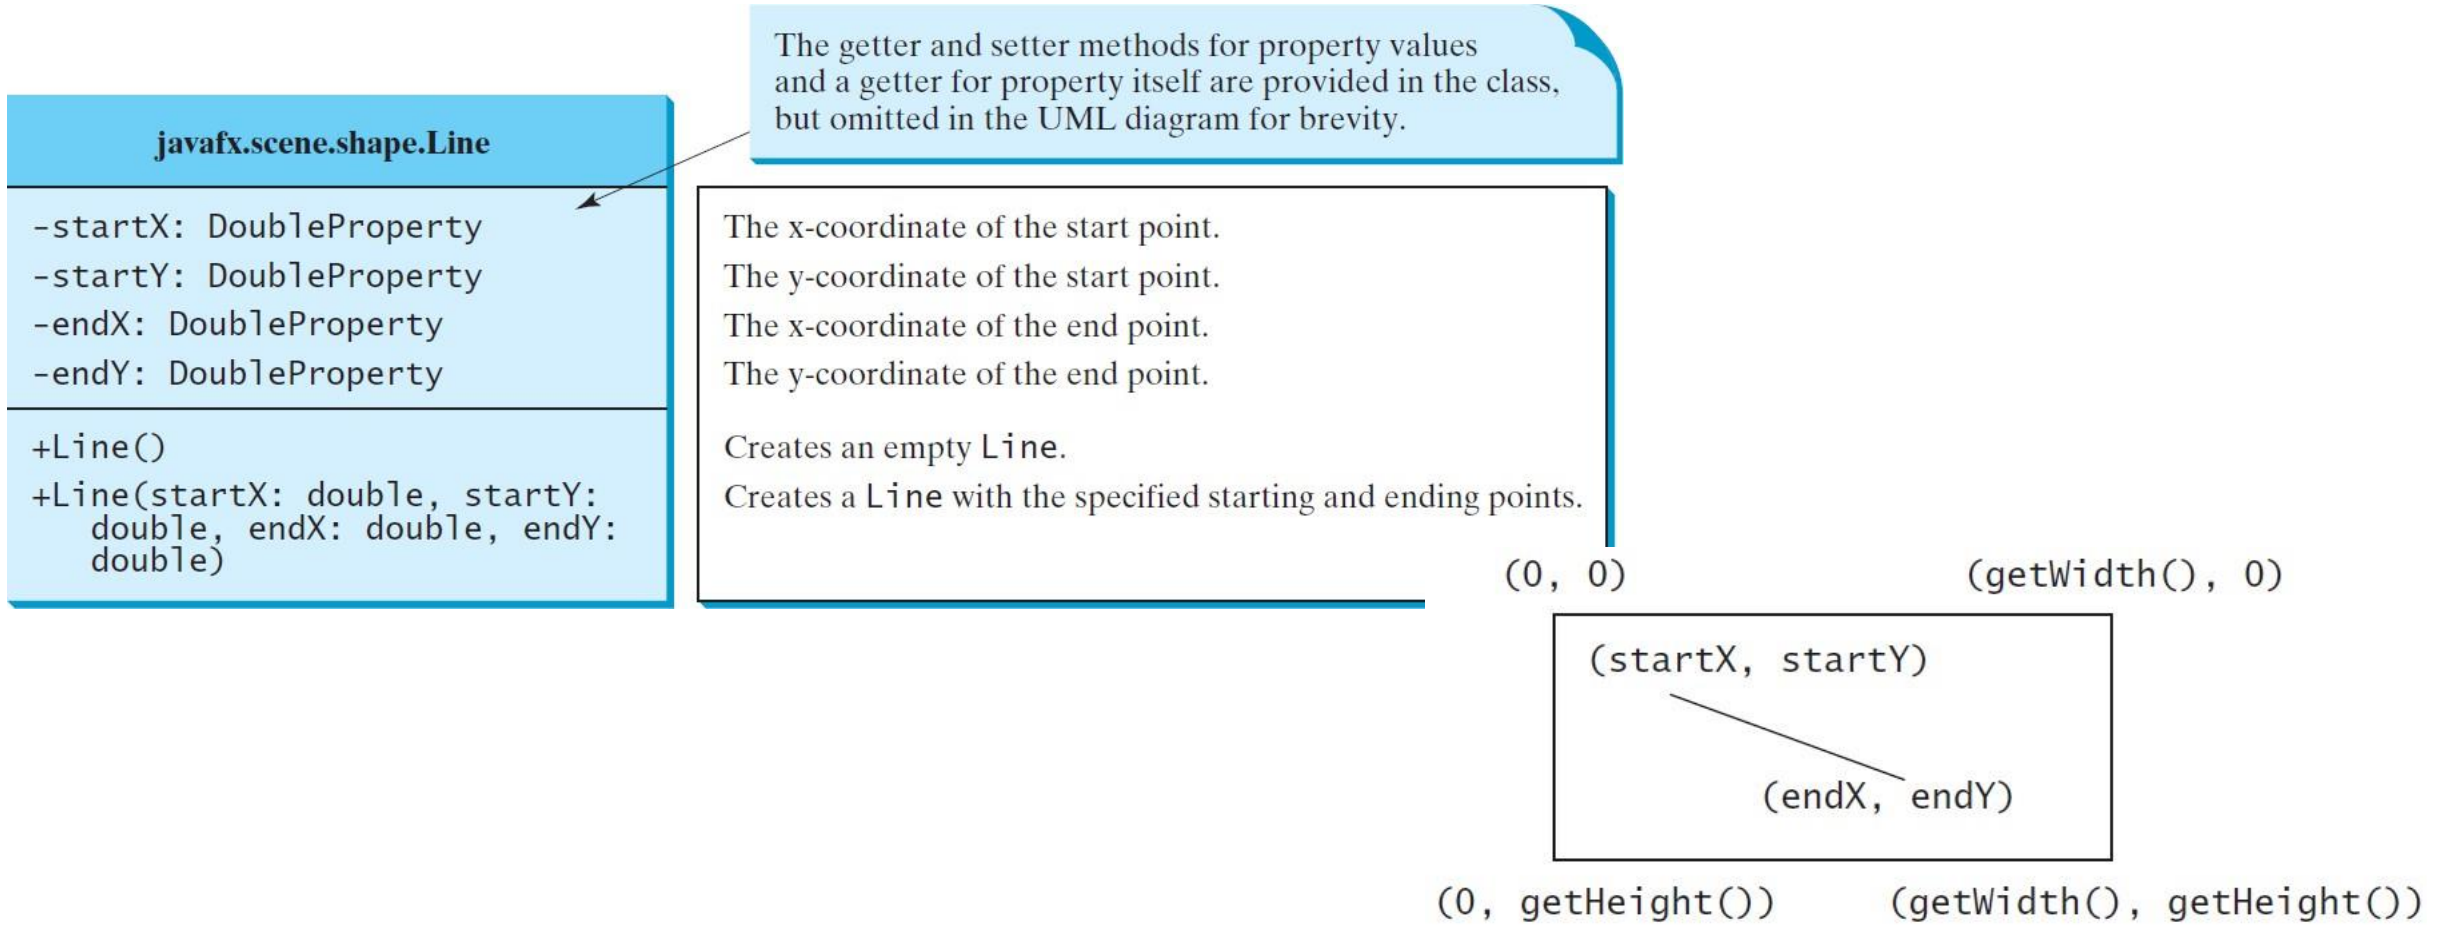 The getter and setter methods for property values
and a getter for property itself are provided in the class,
but omitted in the UML diagram for brevity.
javafx.scene.shape.Line
-startX: DoubleProperty
-startY: DoubleProperty
-endX: DoubleProperty
-endY: DoubleProperty
+Line()
+Line(startX: double, startY:
double, endX: double, endY:
double)
The x-coordinate of the start point.
The y-coordinate of the start point.
The x-coordinate of the end point.
The y-coordinate of the end point.
Creates an empty Line.
Creates a Line with the specified starting and ending points.
(0, 0)
(getWidth(), 0)
(startX, startY)
(endX, endY)
(0, getHeight())
(getWidth(), getHeight())